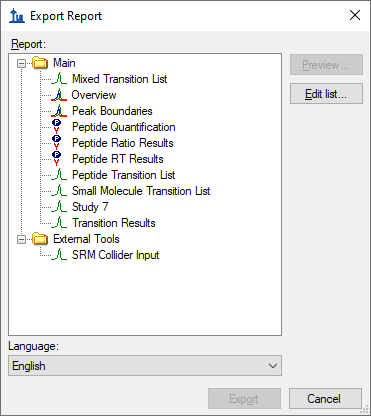 Export Report
Report:
Main
Mixed Transition List
Overview
Peak Boundaries
Peptide Quantification
Peptide Ratio Results
Peptide RT Results
Peptide Transition List
Small Molecule Transition List
Study 7
Transition Results
External Tools
SRM Collider Input
Preview...
Edit list...
Language:
English
Export
Cancel